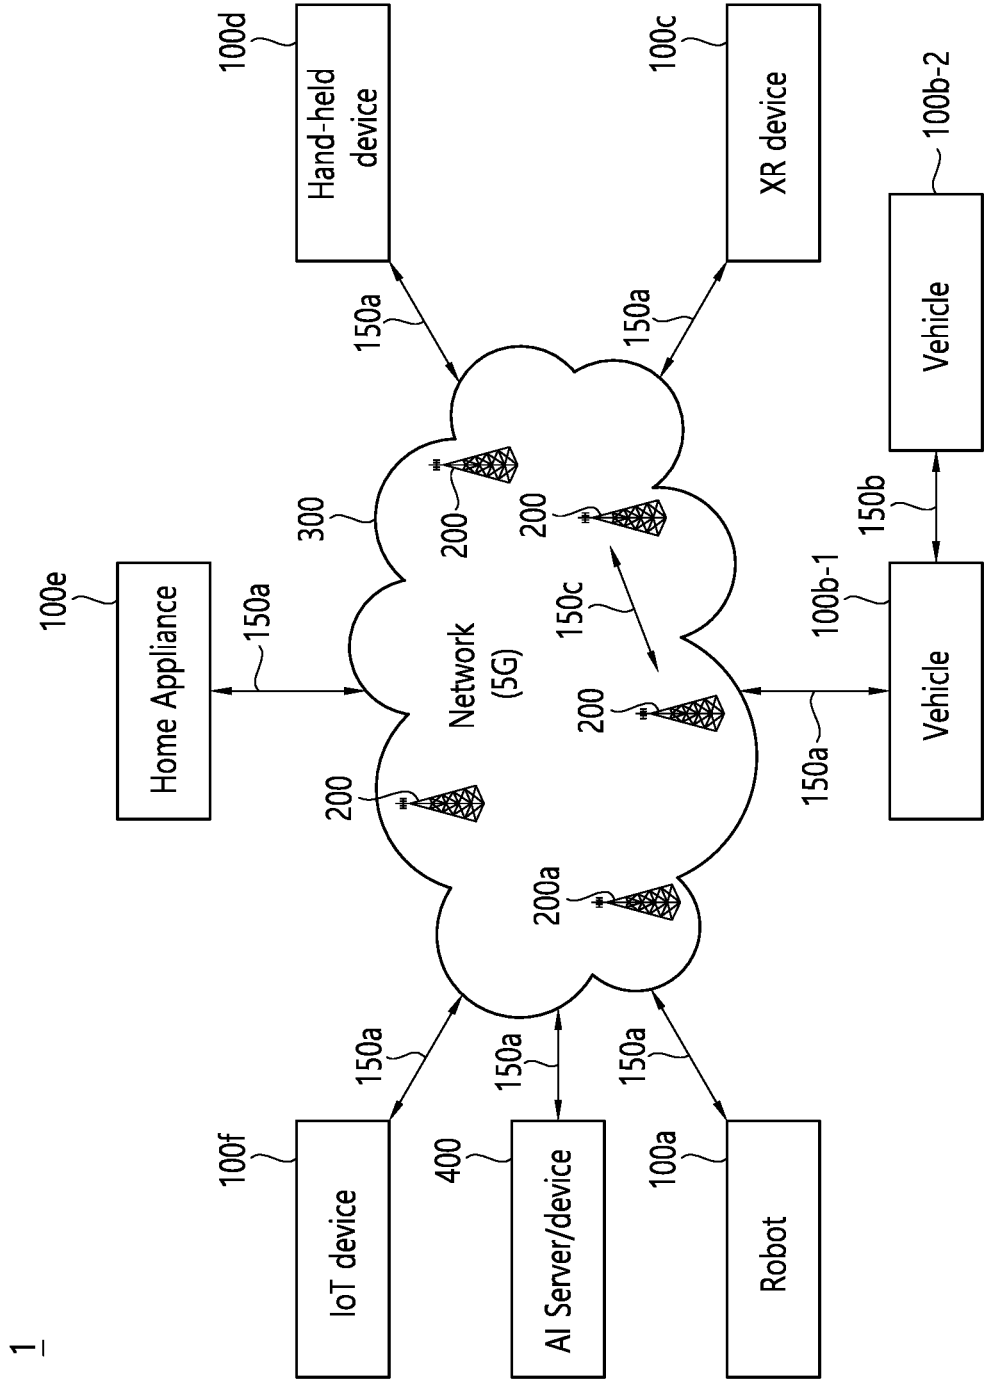 1
100e
Home Appliance
150a
100f
IoT device
150a
300
100d
Hand-held
device
150a
200
Network
(5G)
200
400
AI Server/device
150a
200a
200
150c
200
100a
Robot
150a
100c
XR device
150a
150a
100b-1
Vehicle
150b
100b-2
Vehicle